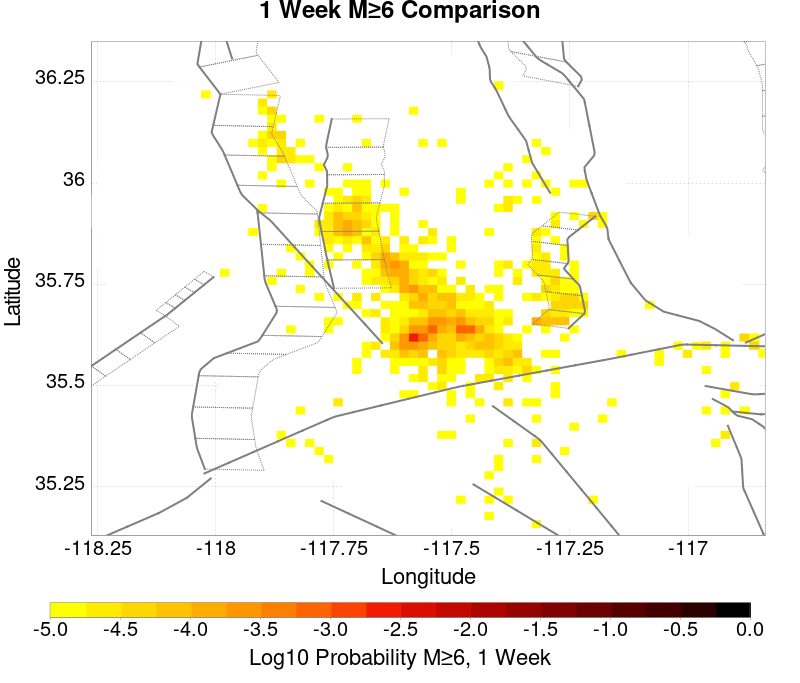 1 Week M≥6 Comparison
36.25
36
35.75
35.5
35.25
Latitude
-118.25 -118 -117.75 -117.5 -117.25 -117
Longitude
-5.0 -4.5 -4.0 -3.5 -3.0 -2.5 -2.0 -1.5 -1.0 -0.5 0.0
Log10 Probability M≥6, 1 Week